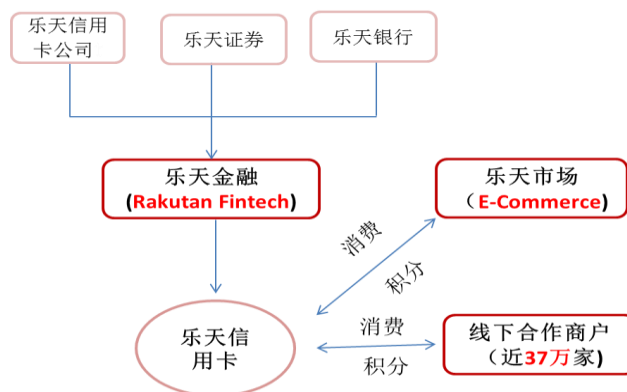 乐天信用
卡公司
乐天证券
乐天银行
乐天金融
(Rakutan Fintech)
乐天市场
（E-Commerce)
消费
积分
乐天信
用卡
消费
积分
线下合作商户
（近37万家）